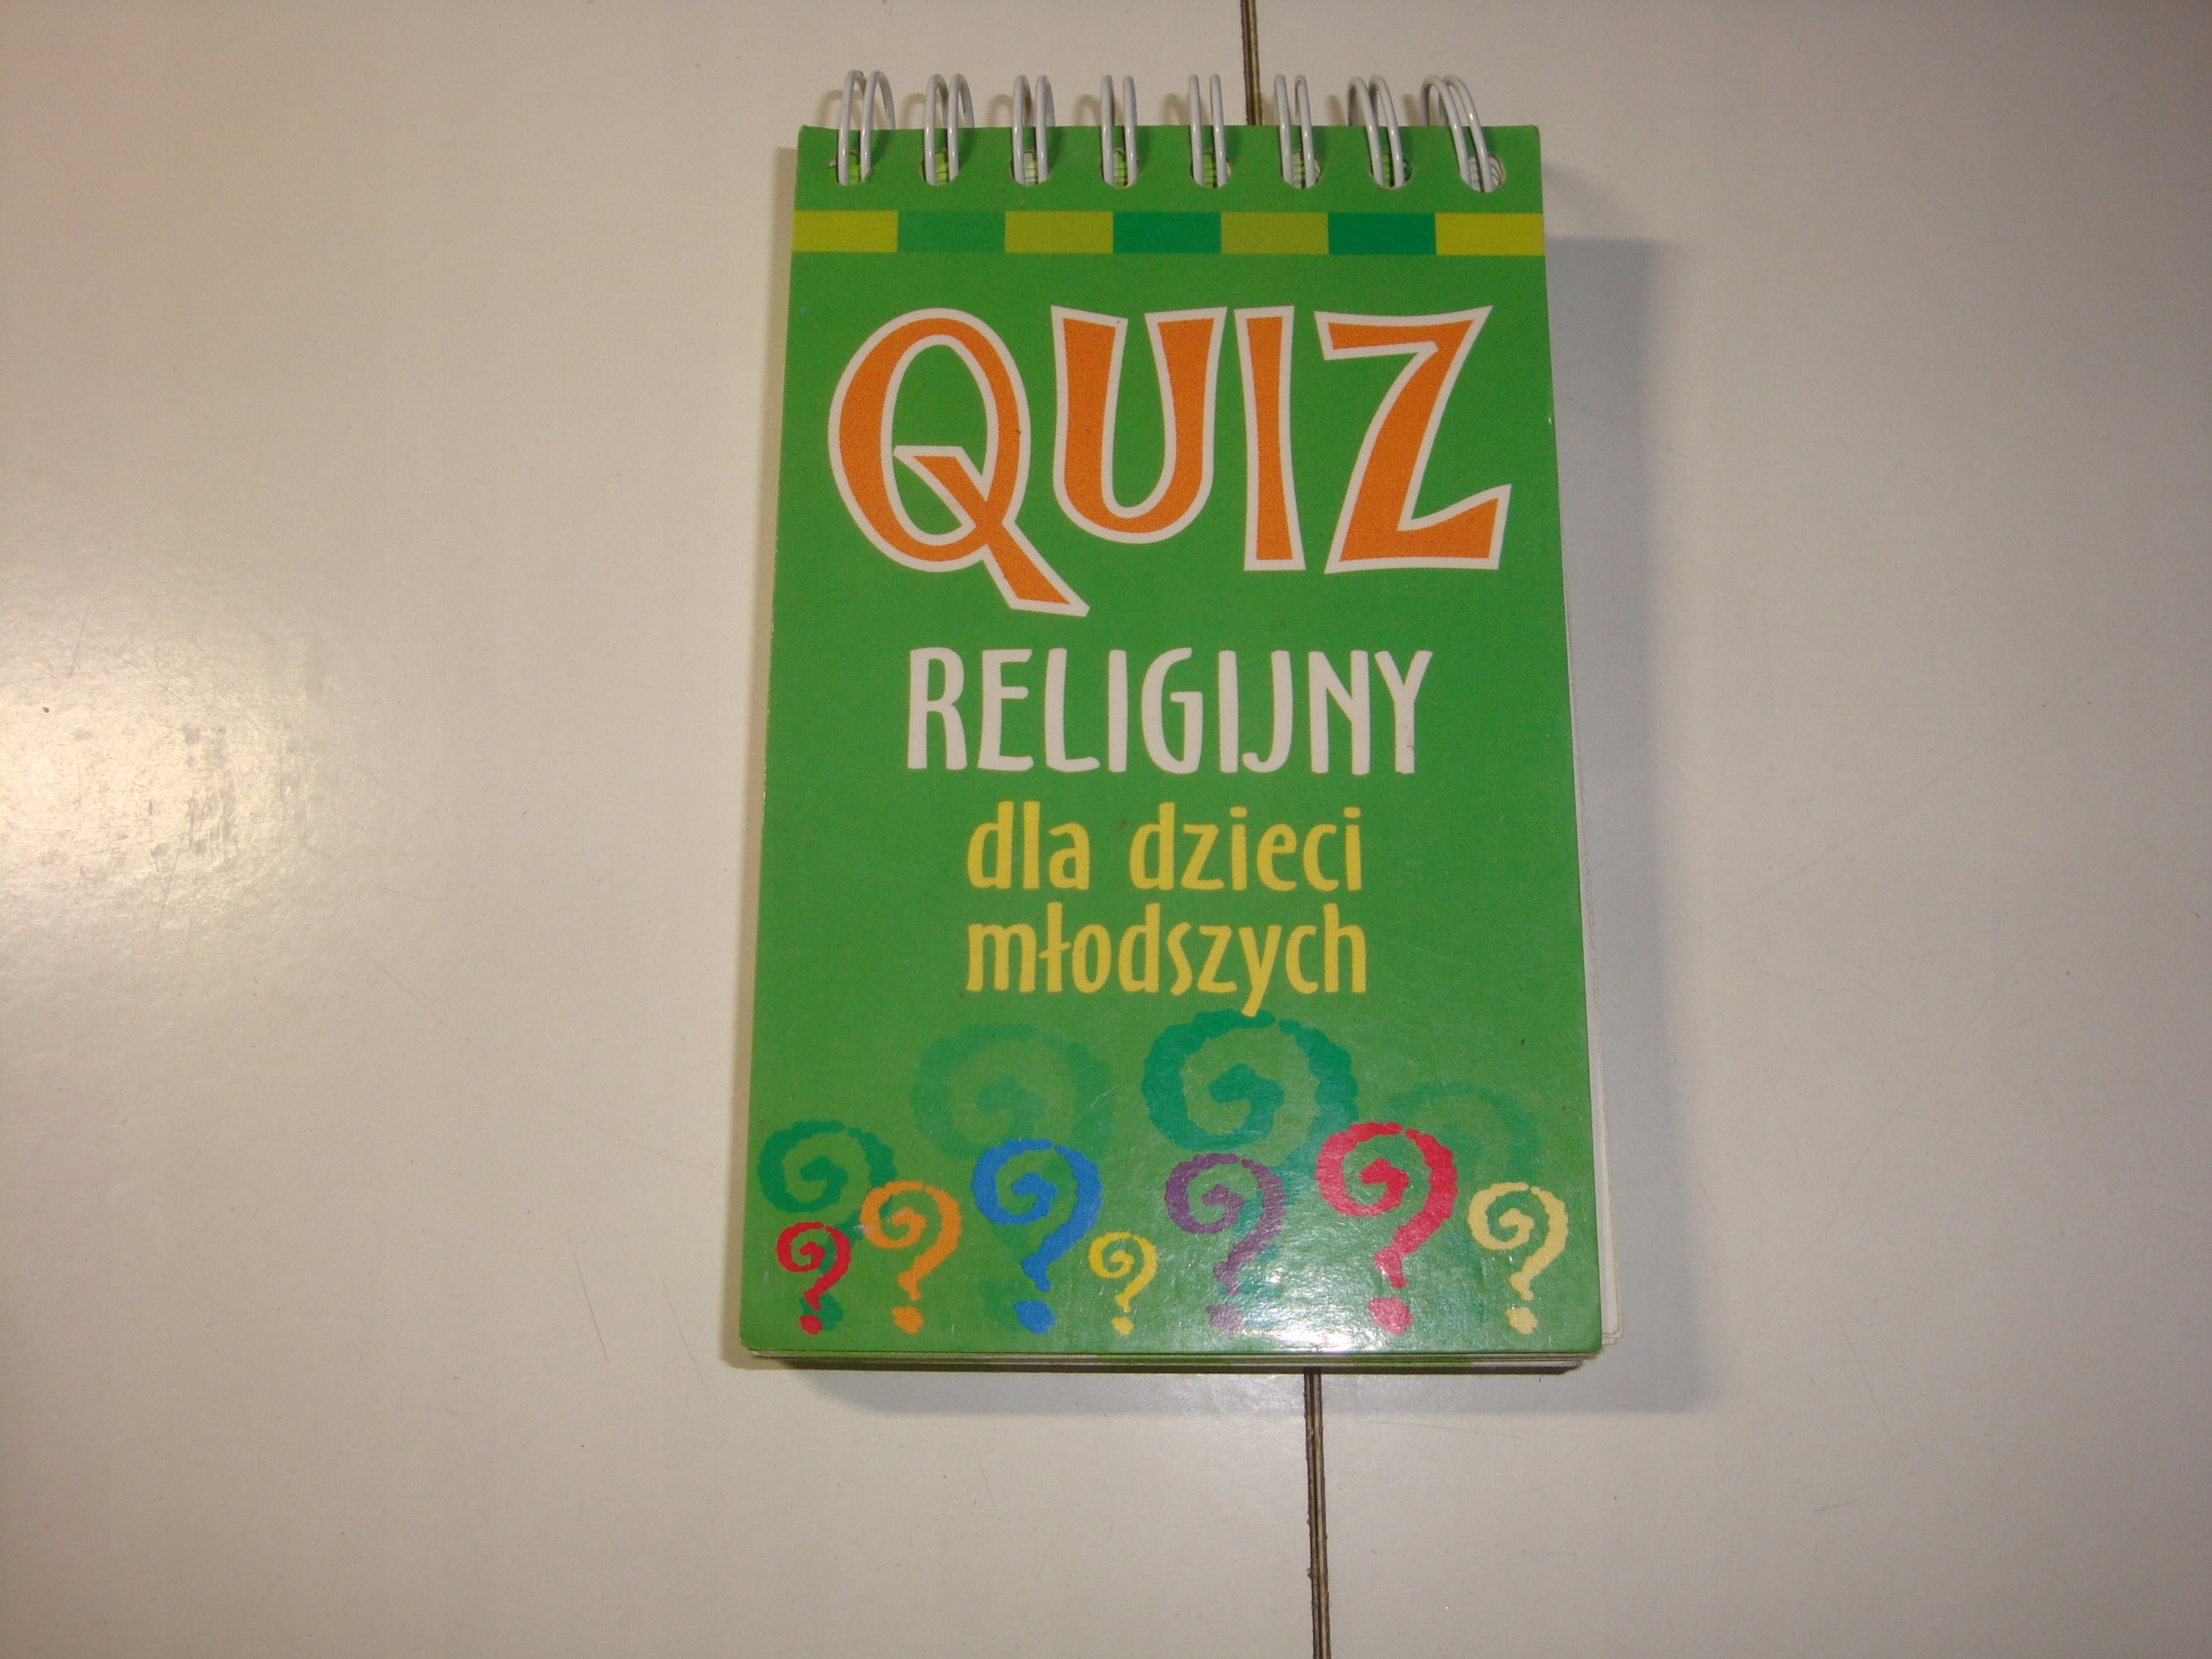 QUIZ
RELIGIJNY
dla dzieci
młodszych